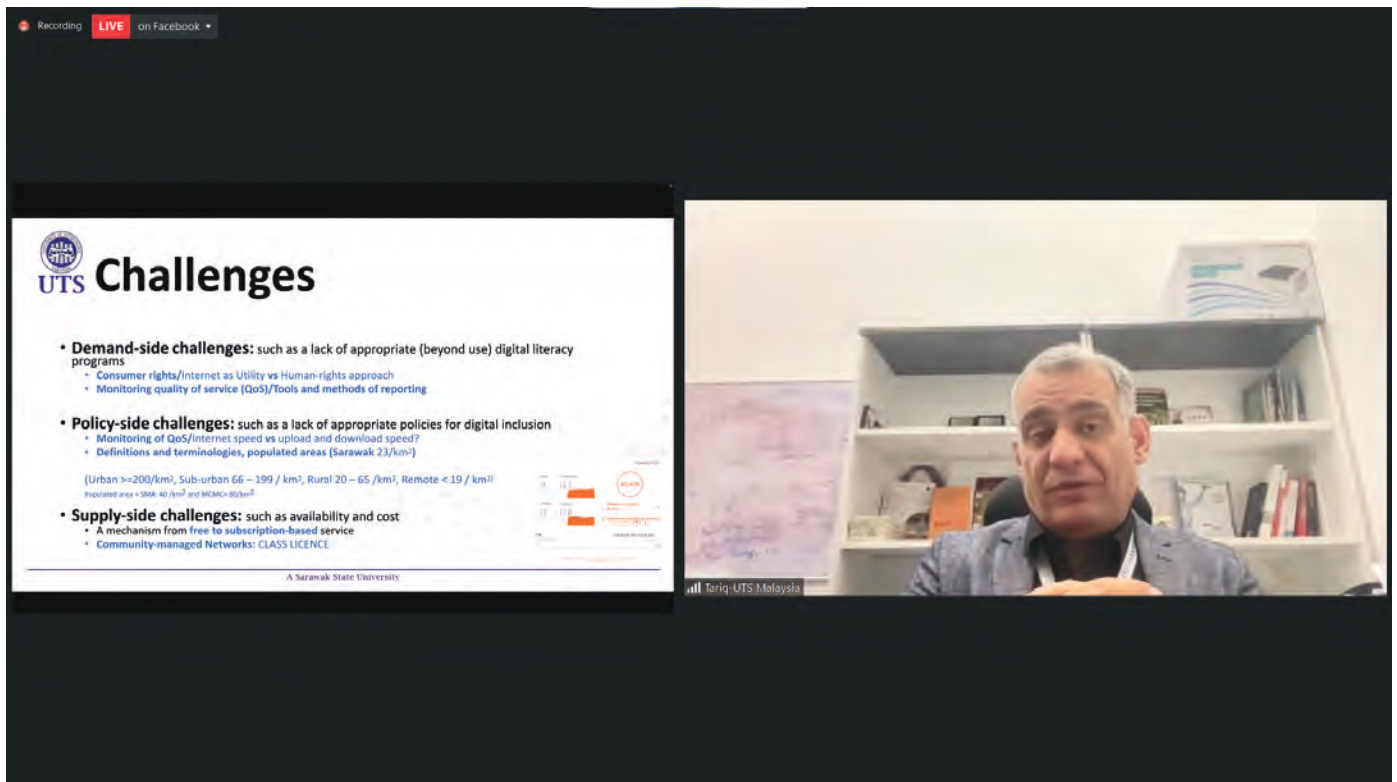 Recording LIVE on Facebook
UTS Challenges
• Demand-side challenges: such as a lack of appropriate (beyond use) digital literacy
programs
• Consumer rights/Internet as Utility vs Human-rights approach
• Monitoring quality of service (QoS)/Tools and methods of reporting
• Policy-side challenges: such as a lack of appropriate policies for digital inclusion
• Monitoring of QoS/internet speed vs upload and download speed?
• Definitions and terminologies, populated areas (Sarawak 23/km²)
(Urban >=200/km², Sub-urban 66 – 199 / km², Rural 20 – 65 /km², Remote < 19 / km²)
Populated area = SMA: 40 /km² and MCMC= 80/km²
• Supply-side challenges: such as availability and cost
• A mechanism from free to subscription-based service
• Community-managed Networks: CLASS LICENCE
A Sarawak State University
Tariq-UTS Malaysia